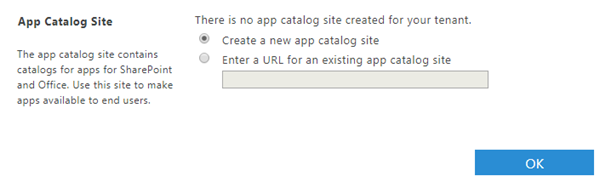 App Catalog Site
The app catalog site contains
catalogs for apps for SharePoint
and Office. Use this site to make
apps available to end users.
There is no app catalog site created for your tenant.
Create a new app catalog site
Enter a URL for an existing app catalog site
OK